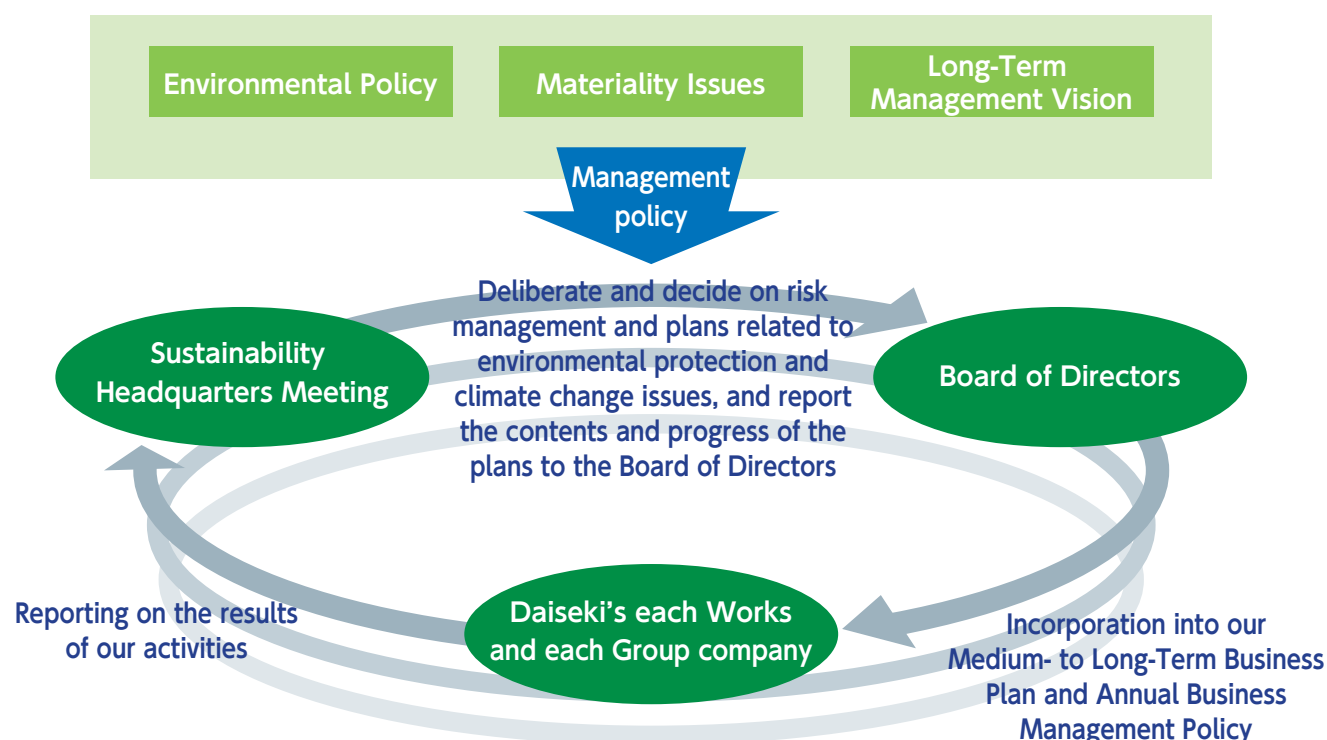 Environmental Policy
Materiality Issues
Long-Term
Management Vision
Management
policy
Deliberate and decide on risk
management and plans related to
environmental protection and
climate change issues, and report
the contents and progress of the
plans to the Board of Directors
Sustainability
Headquarters Meeting
Board of Directors
Daiseki’s each Works
and each Group company
Reporting on the results
of our activities
Incorporation into our
Medium- to Long-Term Business
Plan and Annual Business
Management Policy